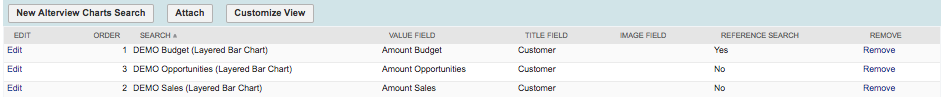 New Alterview Charts Search Attach Customize View
EDIT ORDER SEARCH ▲ VALUE FIELD TITLE FIELD IMAGE FIELD REFERENCE SEARCH REMOVE
Edit 1 DEMO Budget (Layered Bar Chart) Amount Budget Customer Yes Remove
Edit 3 DEMO Opportunities (Layered Bar Chart) Amount Opportunities Customer No Remove
Edit 2 DEMO Sales (Layered Bar Chart) Amount Sales Customer No Remove